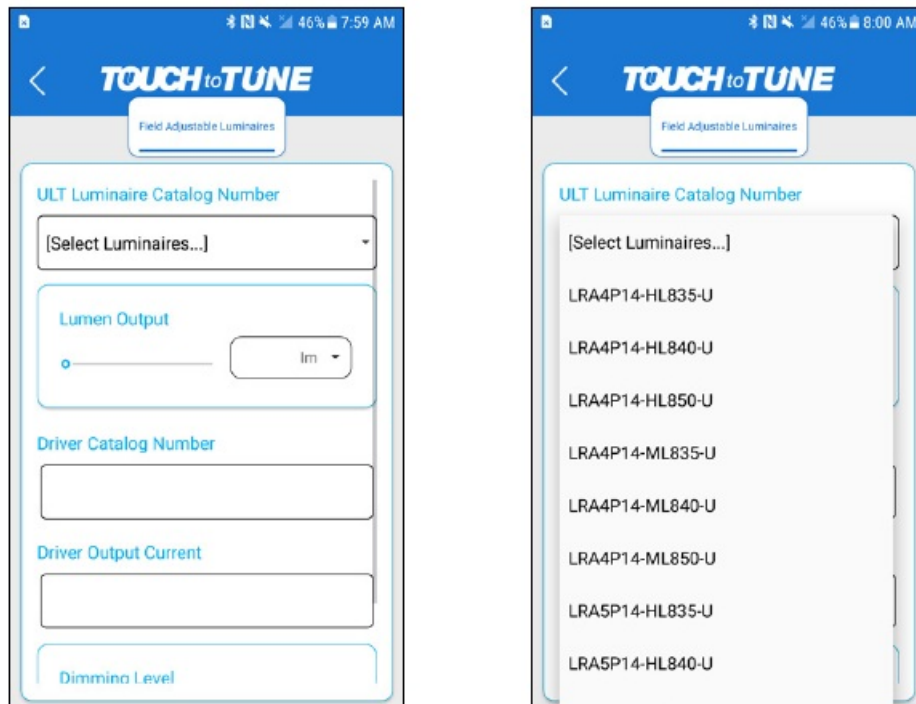 46% 7:59 AM
TOUCH to TUNE
Field Adjustable Luminaires
ULT Luminaire Catalog Number
[Select Luminaires...]
Lumen Output
lm
Driver Catalog Number
Driver Output Current
Dimming Level
46% 8:00 AM
TOUCH to TUNE
Field Adjustable Luminaires
ULT Luminaire Catalog Number
[Select Luminaires...]
LRA4P14-HL835-U
LRA4P14-HL840-U
LRA4P14-HL850-U
LRA4P14-ML835-U
LRA4P14-ML840-U
LRA4P14-ML850-U
LRA5P14-HL835-U
LRA5P14-HL840-U